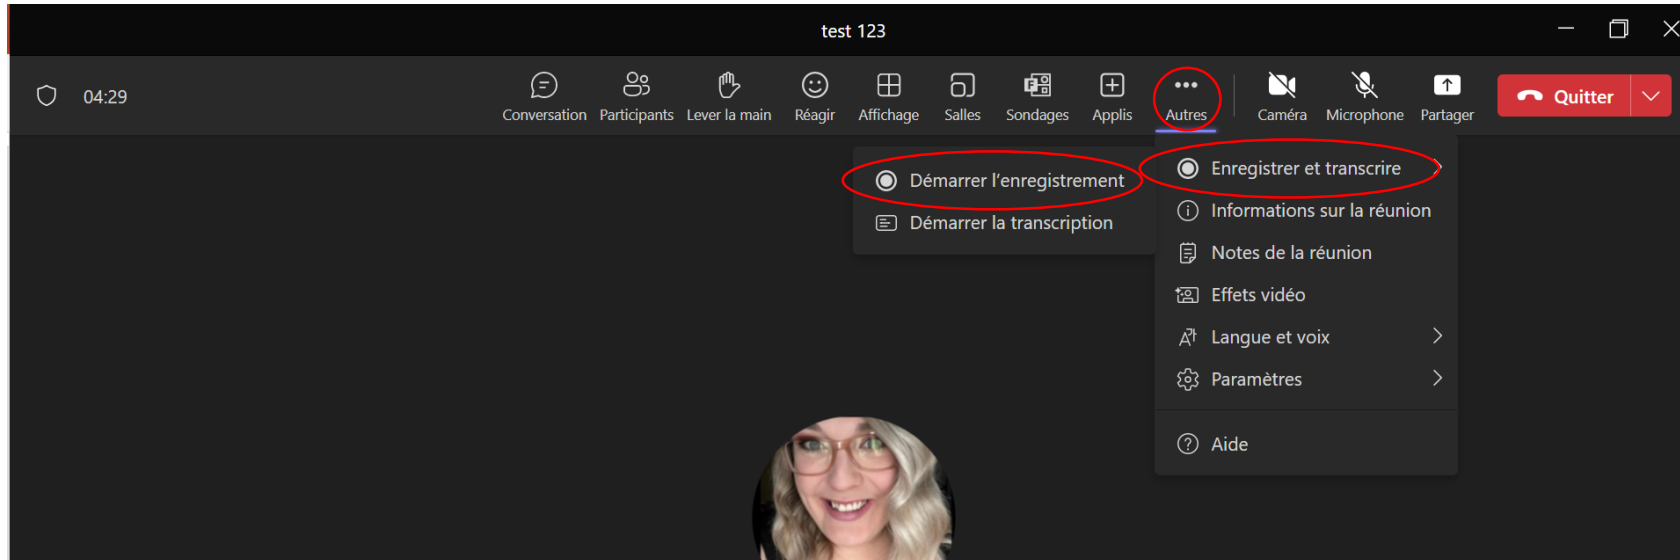 test 123
04:29
Conversation Participants Lever la main Réagir Affichage Salles Sondages Applis Autres Caméra Microphone Partager Quitter
Démarrer l'enregistrement
Démarrer la transcription
Enregistrer et transcrire
Informations sur la réunion
Notes de la réunion
Effets vidéo
Langue et voix
Paramètres
Aide